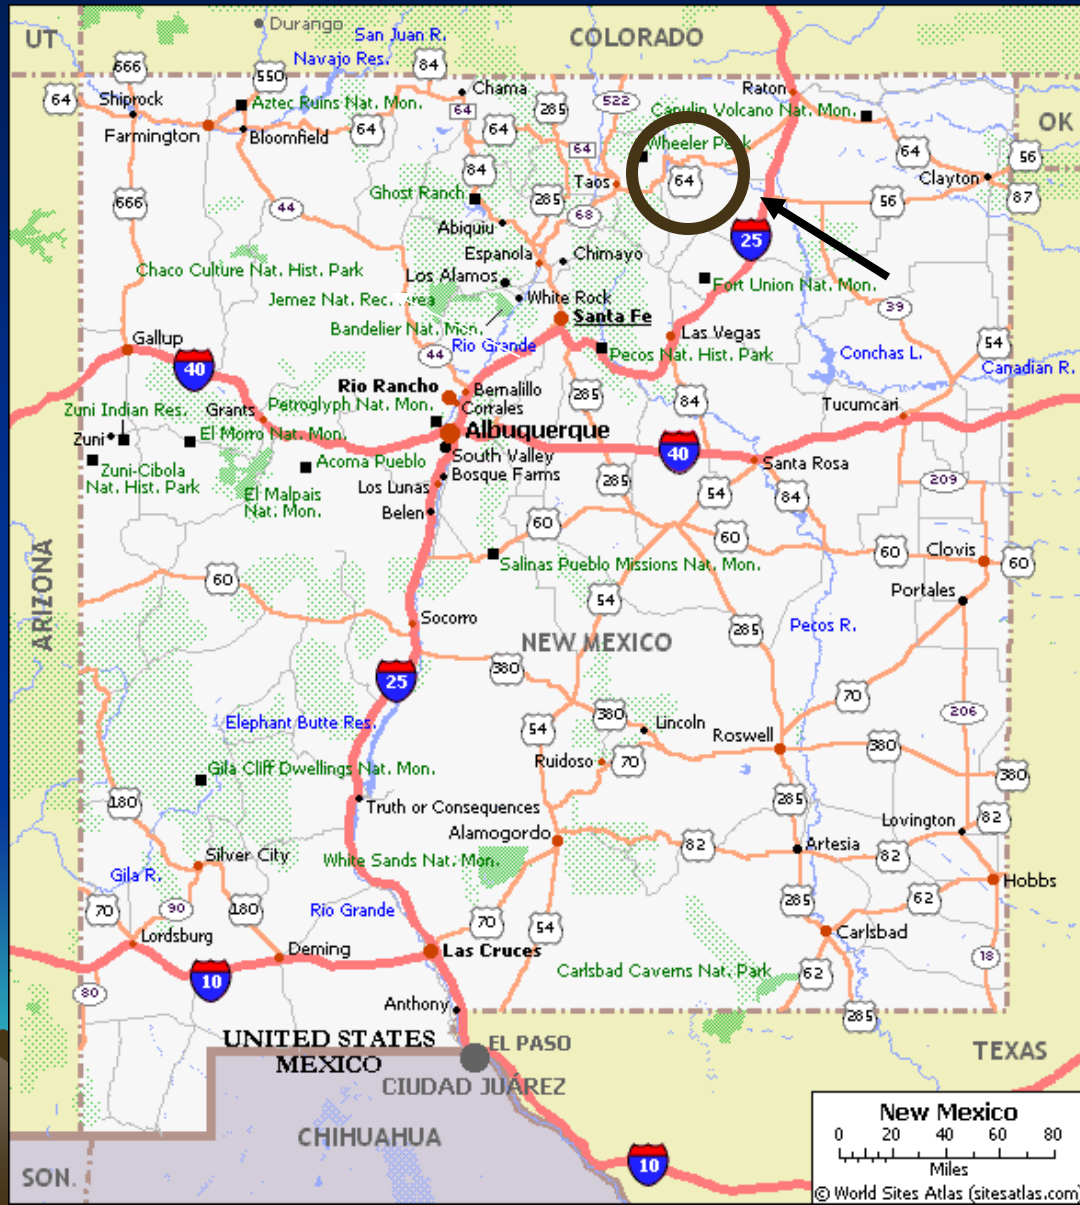 Durango
UT
San Juan R.
COLORADO
Navajo Res.
666
550
84
Chama
285
522
Raton
64
Shiprock
Aztec Ruins Nat. Mon.
64
Capulin Volcano Nat. Mon.
OK
Farmington
Bloomfield
64
64
Wheeler Peak
64
64
56
84
Taos
64
Clayton
666
Ghost Ranch
285
68
56
87
44
Abiquiu
25
Espanola
Chimayo
Chaco Culture Nat. Hist. Park
Los Alamos
Fort Union Nat. Mon.
Jemez Nat. Rec. Area
White Rock
39
Bandelier Nat. Mon.
Santa Fe
Gallup
44
Rio Grande
Las Vegas
54
Pecos Nat. Hist. Park
Conchas L.
40
Canadian R.
Rio Rancho
Bernalillo
285
84
Zuni Indian Res.
Grants
Petroglyph Nat. Mon.
Corrales
Tucumcari
Zuni
El Morro Nat. Mon.
Albuquerque
40
Zuni-Cibola
Nat. Hist. Park
Acoma Pueblo
South Valley
Santa Rosa
El Malpais
Nat. Mon.
Los Lunas
Bosque Farms
285
54
84
209
Belen
60
60
60
Clovis
60
ARIZONA
Salinas Pueblo Missions Nat. Mon.
60
54
Portales
Socorro
NEW MEXICO
285
Pecos R.
25
380
70
Elephant Butte Res.
54
380
Lincoln
206
Roswell
380
Ruidoso
70
380
Gila Cliff Dwellings Nat. Mon.
180
Truth or Consequences
285
82
Alamogordo
Lovington
82
Artesia
82
Silver City
White Sands Nat. Mon.
Gila R.
Hobbs
70
90
180
Rio Grande
70
54
285
62
Lordsburg
Deming
Las Cruces
Carlsbad
10
Carlsbad Caverns Nat. Park
62
18
80
Anthony
285
UNITED STATES
MEXICO
EL PASO
TEXAS
CIUDAD JUÁREZ
CHIHUAHUA
New Mexico
0 20 40 60 80
Miles
SON.
10
© World Sites Atlas (sitesatlas.com)